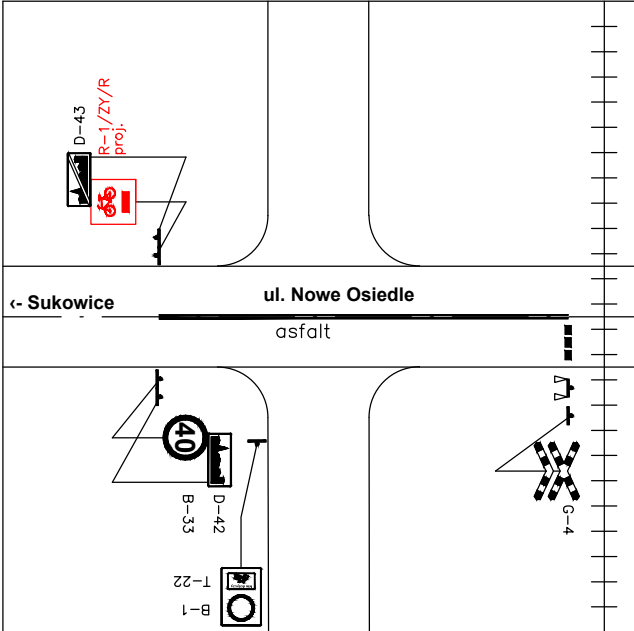 D-43
R-1/ZY/R
proj.
<- Sukowice
ul. Nowe Osiedle
asfalt
40
B-33
D-42
G-4
T-22
B-1